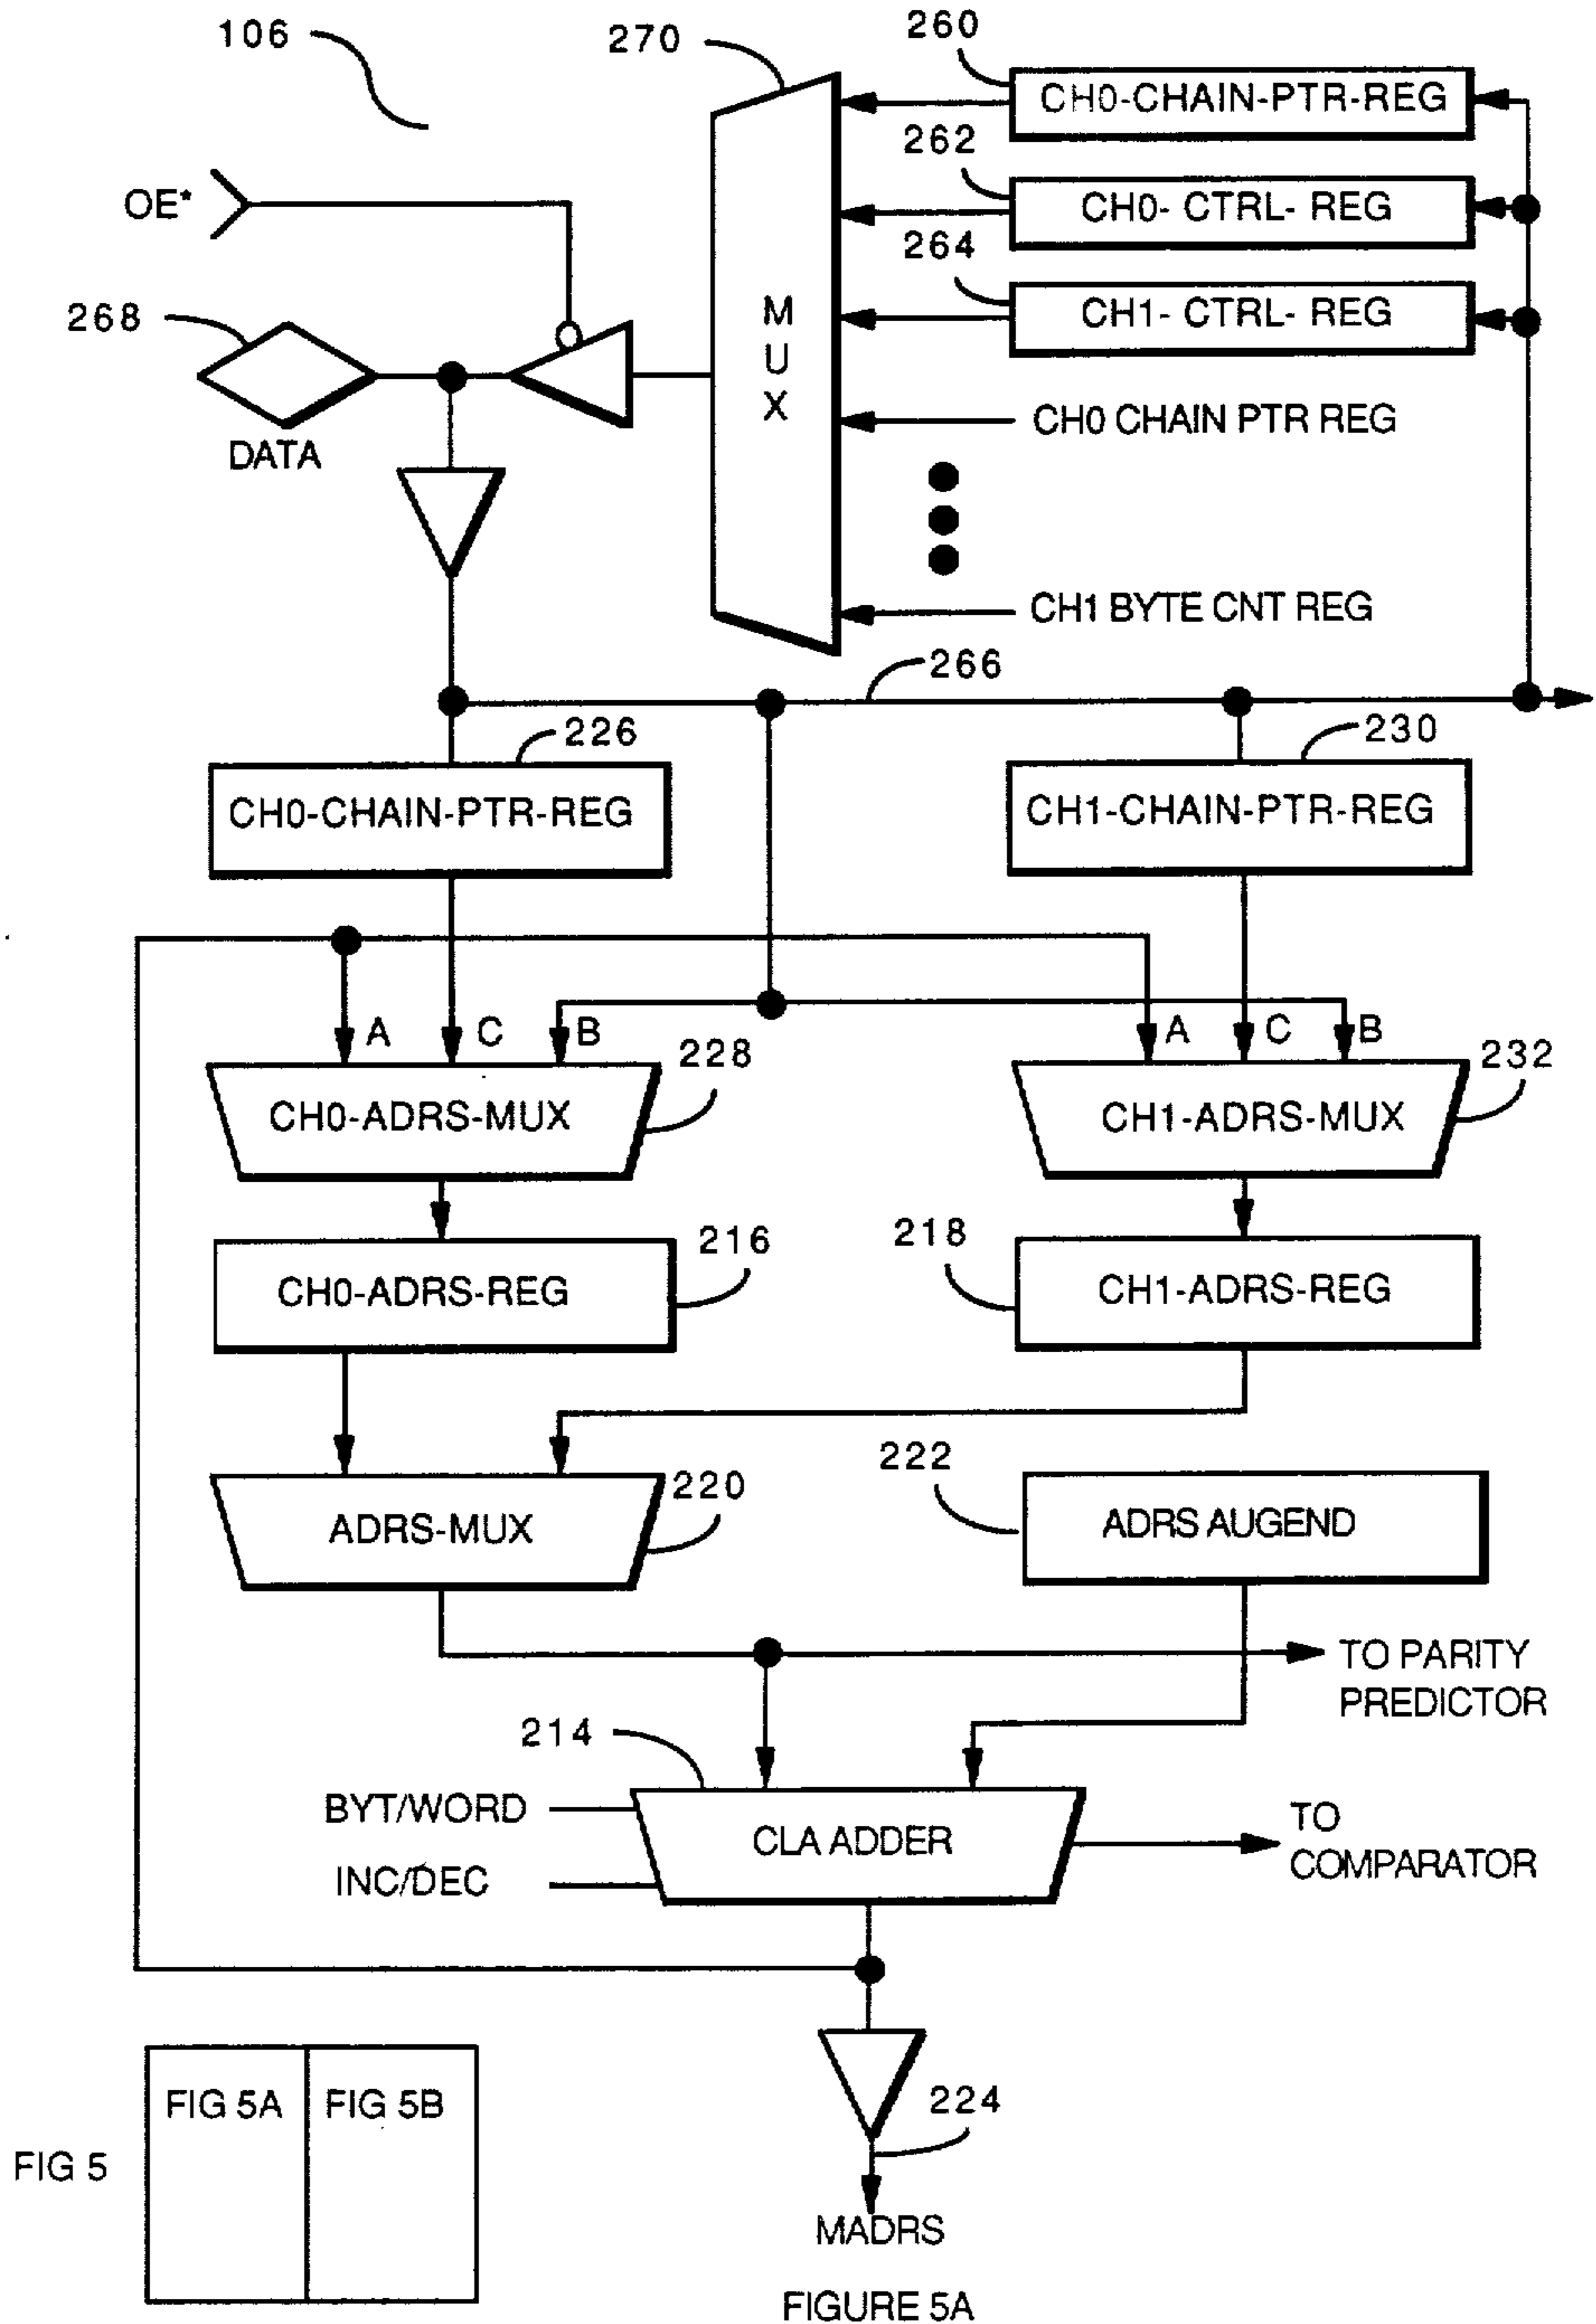 106
270
260
CH0-CHAIN-PTR-REG
262
OE*
CH0- CTRL- REG
264
268
CH1- CTRL- REG
M
U
X
CH0 CHAIN PTR REG
DATA
CH1 BYTE CNT REG
266
226
230
CH0-CHAIN-PTR-REG
CH1-CHAIN-PTR-REG
A
C
B
A
C
B
228
232
CH0-ADRS-MUX
CH1-ADRS-MUX
216
218
CH0-ADRS-REG
CH1-ADRS-REG
222
220
ADRS-MUX
ADRS AUGEND
TO PARITY
PREDICTOR
214
BYT/WORD
TO
CLA ADDER
COMPARATOR
INC/DEC
FIG 5A
FIG 5B
224
FIG 5
MADRS
FIGURE 5A